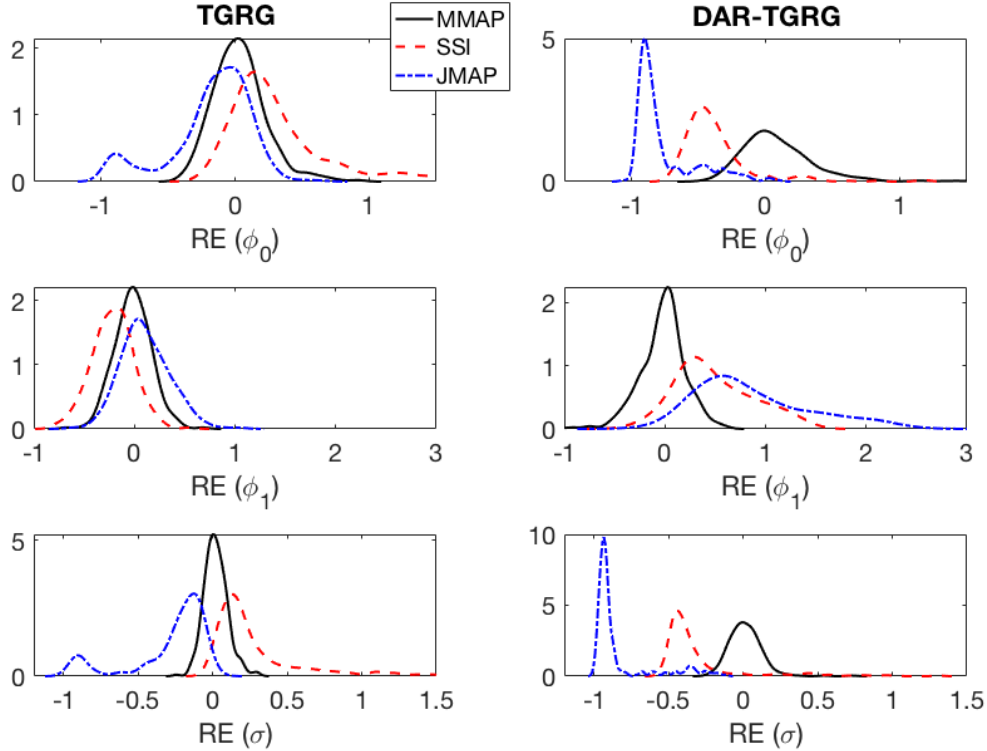 TGRG
DAR-TGRG
MMAP
SSI
JMAP
2
1
0
-1 0 1
RE (ϕ0)
5
0
-1 0 1
RE (ϕ0)
2
1
0
-1 0 1 2 3
RE (ϕ1)
2
1
0
-1 0 1 2 3
RE (ϕ1)
5
0
-1 -0.5 0 0.5 1 1.5
RE (σ)
10
5
0
-1 -0.5 0 0.5 1 1.5
RE (σ)